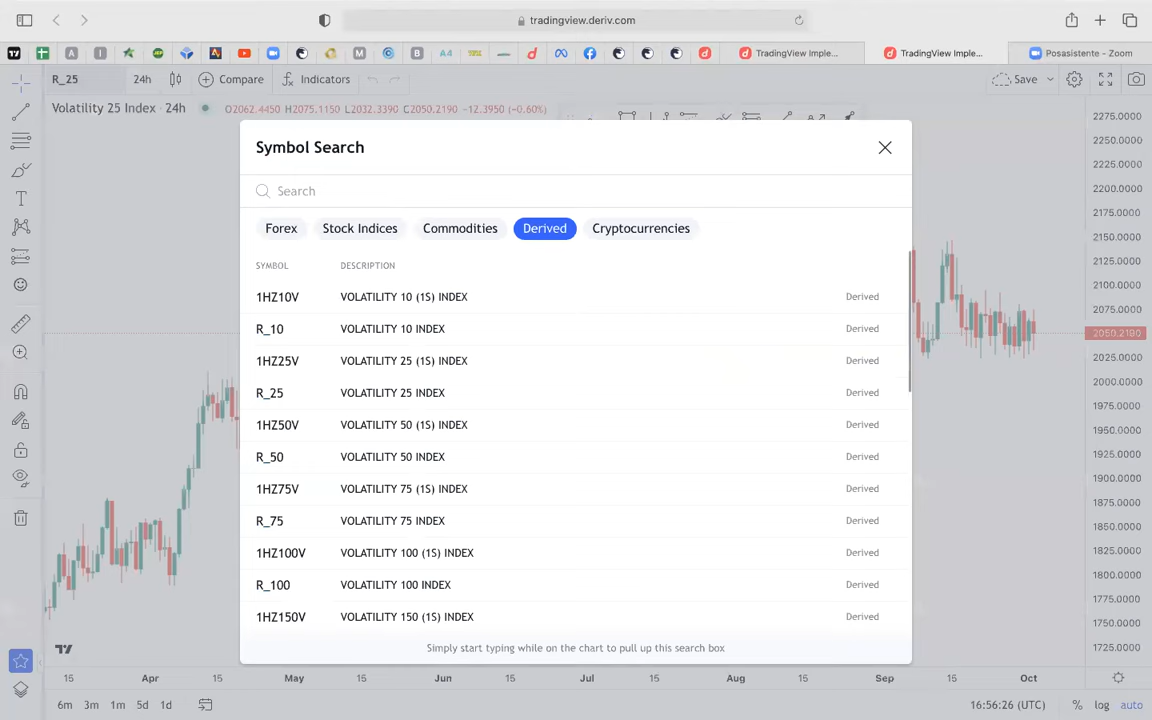 tradingview.deriv.com
A4
TradingView Imple...
TradingView Imple...
Posasistente - Zoom
R_25
24h
Compare
Indicators
Save
Volatility 25 Index · 24h
O2062.4450 H2075.1150 L2032.3390 C2050.2190 −12.3950 (−0.60%)
Symbol Search
Search
Forex
Stock Indices
Commodities
Derived
Cryptocurrencies
SYMBOL DESCRIPTION
1HZ10V VOLATILITY 10 (1S) INDEX Derived
R_10 VOLATILITY 10 INDEX Derived
1HZ25V VOLATILITY 25 (1S) INDEX Derived
R_25 VOLATILITY 25 INDEX Derived
1HZ50V VOLATILITY 50 (1S) INDEX Derived
R_50 VOLATILITY 50 INDEX Derived
1HZ75V VOLATILITY 75 (1S) INDEX Derived
R_75 VOLATILITY 75 INDEX Derived
1HZ100V VOLATILITY 100 (1S) INDEX Derived
R_100 VOLATILITY 100 INDEX Derived
1HZ150V VOLATILITY 150 (1S) INDEX Derived
Simply start typing while on the chart to pull up this search box
2275.0000
2250.0000
2225.0000
2200.0000
2175.0000
2150.0000
2125.0000
2100.0000
2075.0000
2050.2190
2025.0000
2000.0000
1975.0000
1950.0000
1925.0000
1900.0000
1875.0000
1850.0000
1825.0000
1800.0000
1775.0000
1750.0000
1725.0000
15 Apr 15 May 15 Jun 15 Jul 15 Aug 15 Sep 15 Oct
6m 3m 1m 5d 1d
16:56:26 (UTC) % log auto